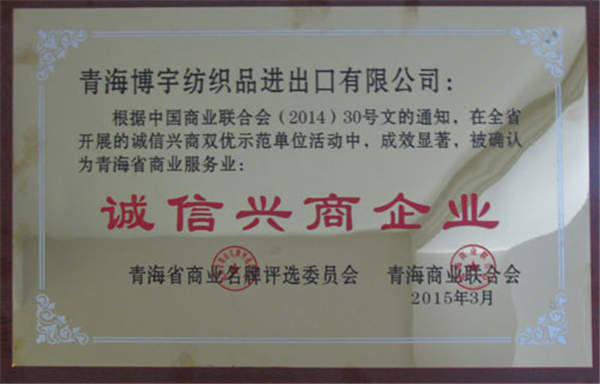 青海博宇纺织品进出口有限公司：
根据中国商业联合会（2014）30号文的通知，在全省
开展的诚信兴商双优示范单位活动中，成效显著，被确认
为青海省商业服务业：
诚信兴商企业
青海省商业名牌评选委员会 青海商业联合会
2015年3月